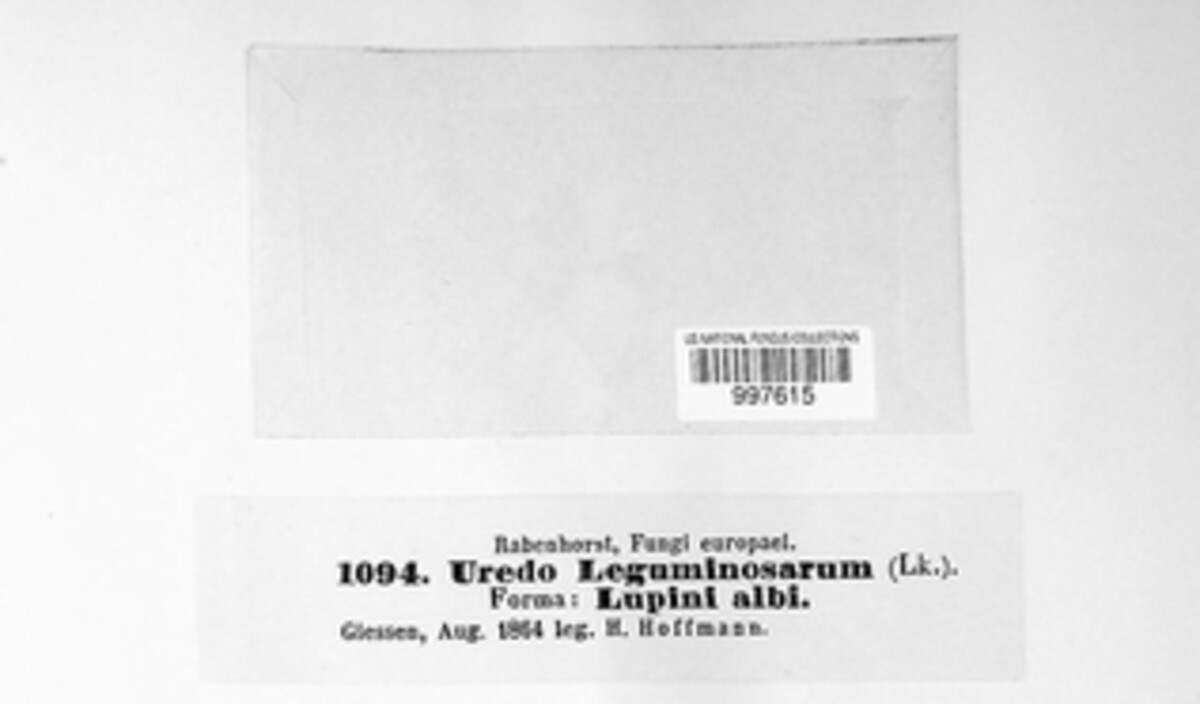 US NATIONAL FUNGUS COLLECTIONS
997615
Rabenhorst, Fungi europaei.
1094. Uredo Leguminosarum (Lk.).
Forma: Lupini albi.
Giessen, Aug. 1864 leg. H. Hoffmann.